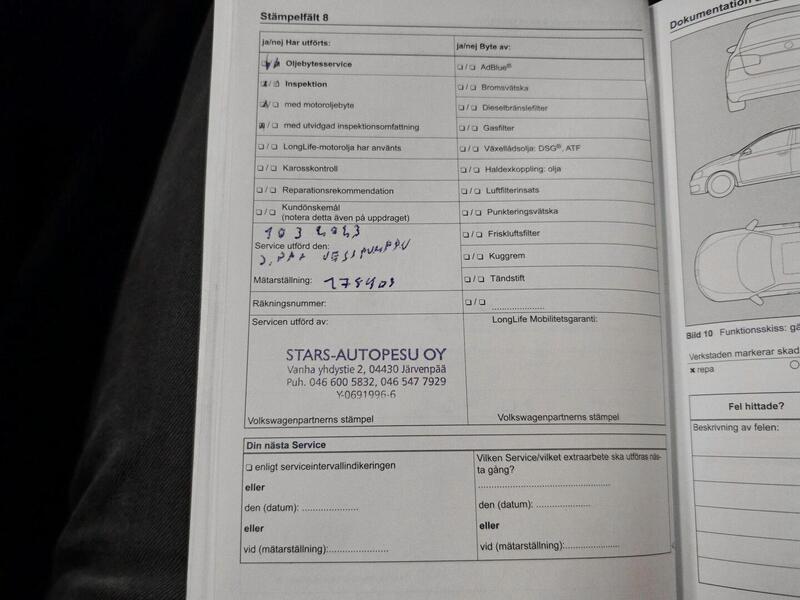 Stämpelfält 8
ja/nej Har utförts:
❑/❑ Oljebytesservice
❑/❑ Inspektion
❑/❑ med motoroljebyte
❑/❑ med utvidgad inspektionsomfattning
❑/❑ LongLife-motorolja har använts
❑/❑ Karosskontroll
❑/❑ Reparationsrekommendation
❑/❑ Kundönskemål
(notera detta även på uppdraget)
Service utförd den:
Mätarställning:
Räkningsnummer:
ja/nej Byte av:
❑/❑ AdBlue®
❑/❑ Bromsvätska
❑/❑ Dieselbränslefilter
❑/❑ Gasfilter
❑/❑ Växellådsolja: DSG®, ATF
❑/❑ Haldexkoppling: olja
❑/❑ Luftfilterinsats
❑/❑ Punkteringsvätska
❑/❑ Friskluftsfilter
❑/❑ Kuggrem
❑/❑ Tändstift
❑/❑ .....................
Servicen utförd av:
STARS-AUTOPESU OY
Vanha yhdystie 2, 04430 Järvenpää
Puh. 046 600 5832, 046 547 7929
Y-0691996-6
Volkswagenpartnerns stämpel
LongLife Mobilitetsgaranti:
Volkswagenpartnerns stämpel
Din nästa Service
❑ enligt serviceintervallindikeringen
eller
den (datum): ....................
eller
vid (mätarställning):.....................
Vilken Service/vilket extraarbete ska utföras näs-
ta gång?
den (datum): ....................
eller
vid (mätarställning):....................
Dokumentation
Bild 10 Funktionsskiss:
Verkstaden markerar
x repa
Fel hittade?
Beskrivning av felen: